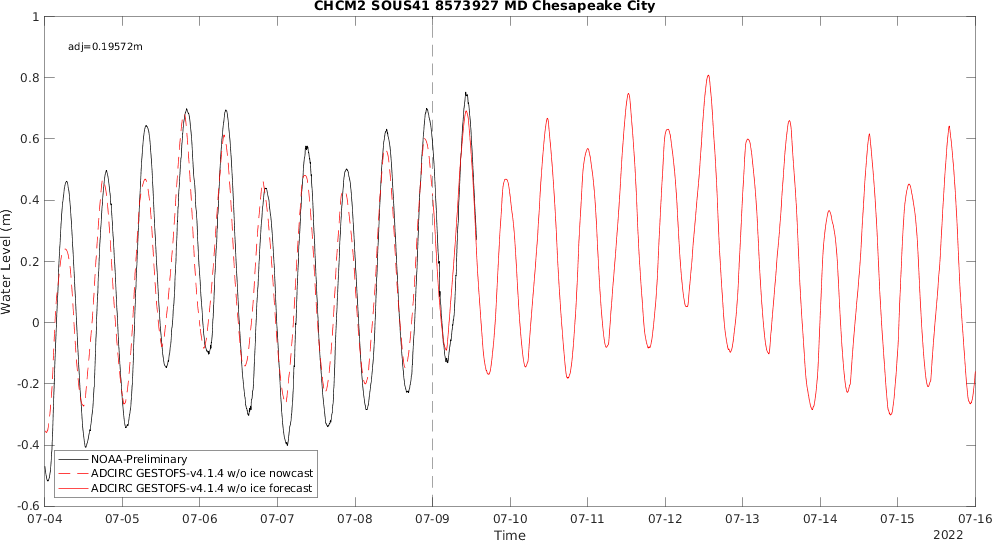 CHCM2 SOUS41 8573927 MD Chesapeake City
adj=0.19572m
Water Level (m)
1
0.8
0.6
0.4
0.2
0
-0.2
-0.4
-0.6
NOAA-Preliminary
ADCIRC GESTOFS-v4.1.4 w/o ice nowcast
ADCIRC GESTOFS-v4.1.4 w/o ice forecast
07-04 07-05 07-06 07-07 07-08 07-09 07-10 07-11 07-12 07-13 07-14 07-15 07-16
Time
2022